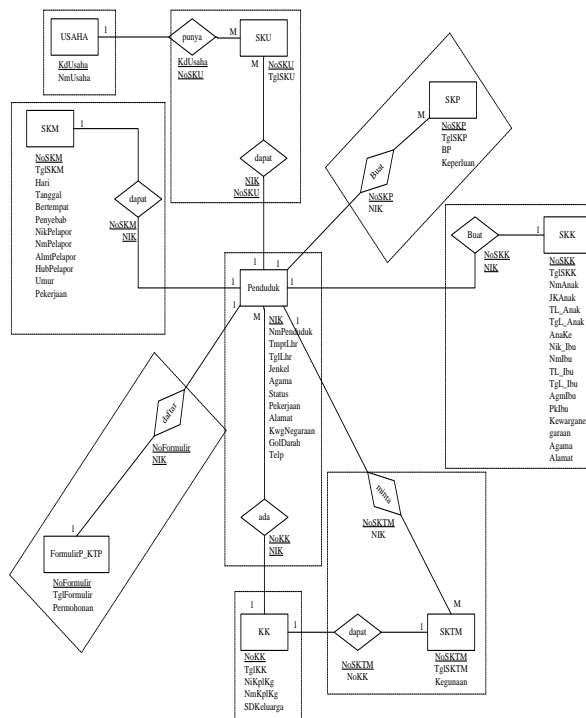 USAHA
1
KdUsaha
NmUsaha
punya
KdUsaha
NoSKU
M
SKU
NoSKU
TglSKU
M
dapat
NIK
NoSKU
1
SKP
M
NoSKP
TglSKP
BP
Keperluan
Buat
NoSKP
NIK
1
SKM
1
NoSKM
TglSKM
Hari
Tanggal
Bertempat
Penyebab
NikPelapor
NmPelapor
AlmtPelapor
HubPelapor
Umur
Pekerjaan
dapat
NoSKM
NIK
1
Buat
NoSKK
NIK
1
1
SKK
NoSKK
TglSKK
NmAnak
JKAnak
TL_Anak
TgL_Anak
AnaKe
Nik_Ibu
NmIbu
TL_Ibu
TgL_Ibu
AgmIbu
PkIbu
Kewargane
garaan
Agama
Alamat
Penduduk
1
M
1
NIK
NmPenduduk
TmptLhr
TglLhr
Jenkel
Agama
Status
Pekerjaan
Alamat
KwgNegaraan
GolDarah
Telp
daftar
NoFormulir
NIK
1
FormulirP_KTP
NoFormulir
TglFormulir
Permohonan
ada
NoKK
NIK
1
minta
NoSKTM
NIK
M
KK
1
NoKK
TglKK
NiKplKg
NmKplKg
SDKeluarga
dapat
NoSKTM
NoKK
1
SKTM
NoSKTM
TglSKTM
Kegunaan